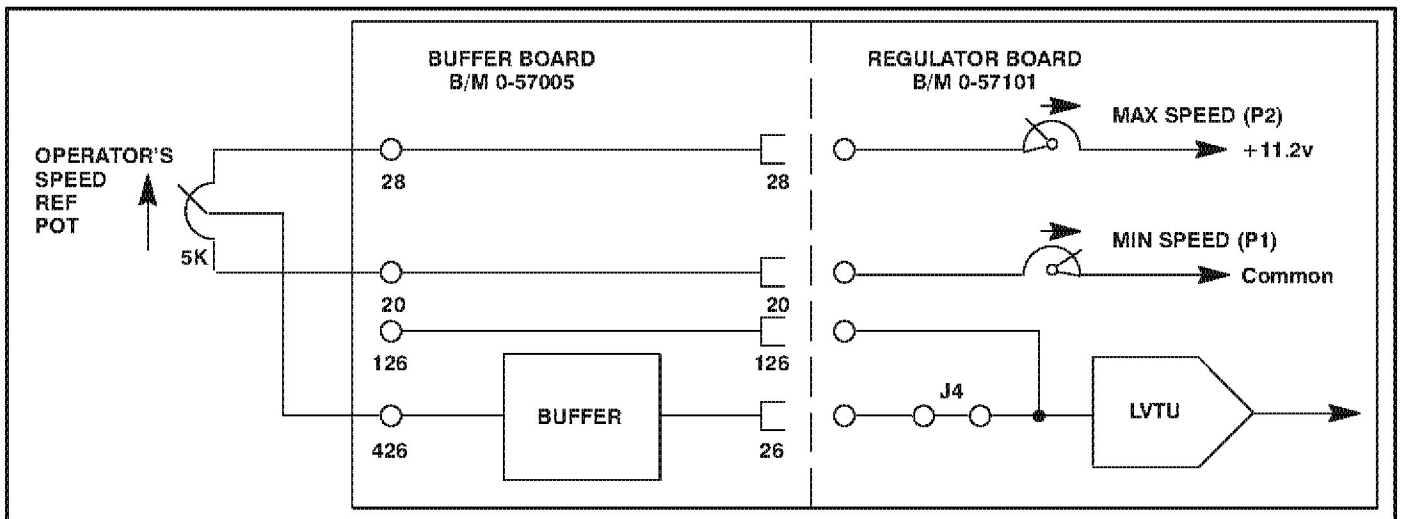 BUFFER BOARD
B/M 0-57005
REGULATOR BOARD
B/M 0-57101
MAX SPEED (P2)
+11.2v
OPERATOR'S
SPEED
REF
POT
28
28
MIN SPEED (P1)
5K
Common
20
20
126
126
J4
BUFFER
LVTU
426
26